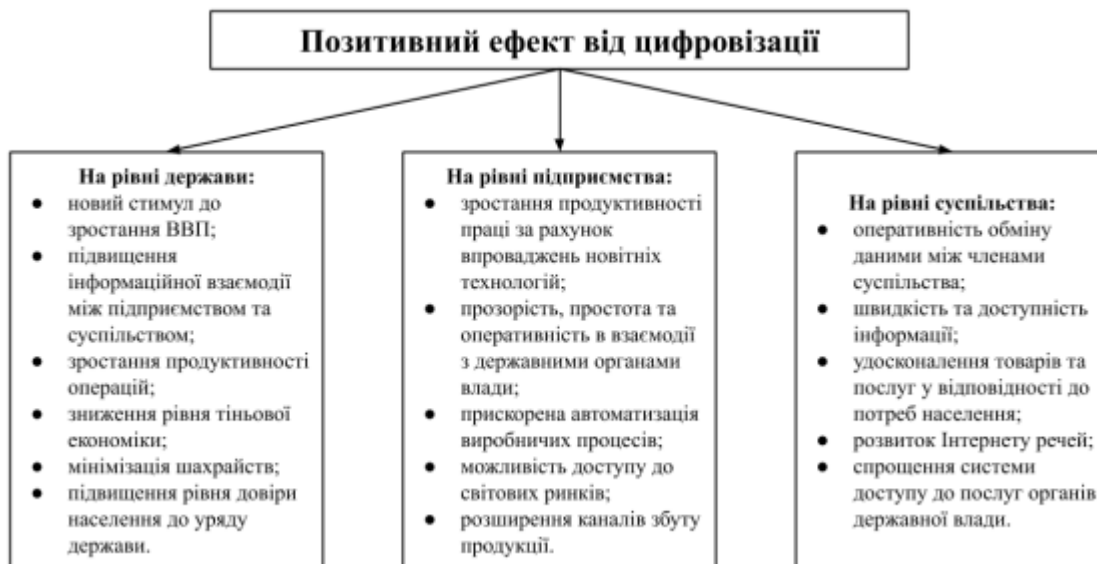 Позитивний ефект від цифровізації
На рівні держави:
● новий стимул до
зростання ВВП;
● підвищення
інформаційної взаємодії
між підприємством та
суспільством;
● зростання продуктивності
операцій;
● зниження рівня тіньової
економіки;
● мінімізація шахрайств;
● підвищення рівня довіри
населення до уряду
держави.
На рівні підприємства:
● зростання продуктивності
праці за рахунок
впроваджень новітніх
технологій;
● прозорість, простота та
оперативність в взаємодії
з державними органами
влади;
● прискорена автоматизація
виробничих процесів;
● можливість доступу до
світових ринків;
● розширення каналів збуту
продукції.
На рівні суспільства:
● оперативність обміну
даними між членами
суспільства;
● швидкість та доступність
інформації;
● удосконалення товарів та
послуг у відповідності до
потреб населення;
● розвиток Інтернету речей;
● спрощення системи
доступу до послуг органів
державної влади.